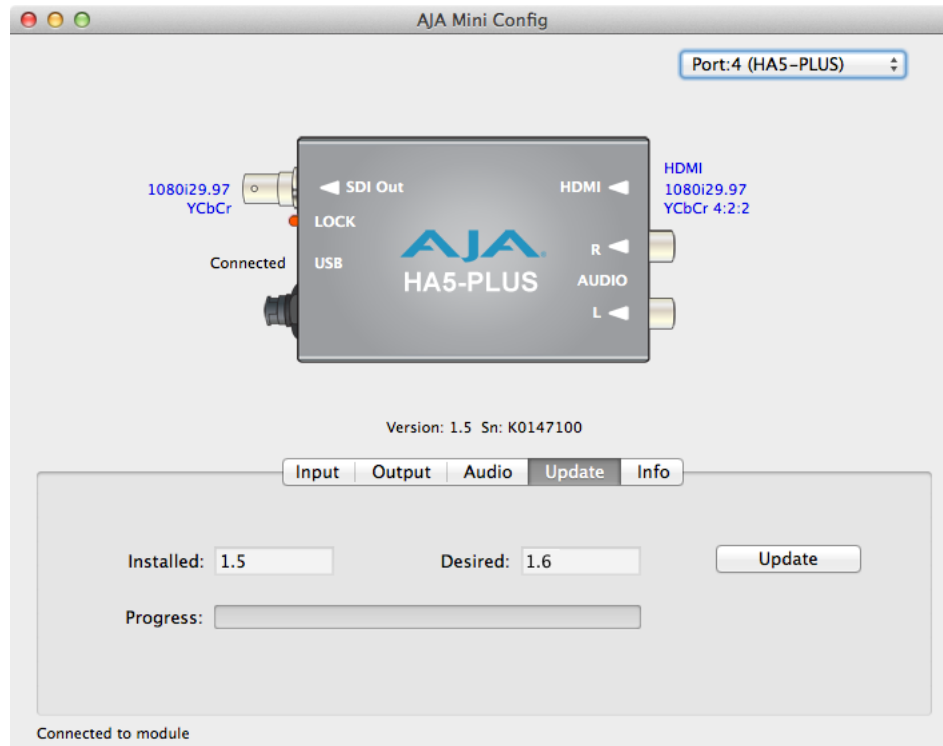 AJA Mini Config
Port:4 (HA5-PLUS)
1080i29.97
YCbCr
SDI Out
HDMI
HDMI
1080i29.97
YCbCr 4:2:2
LOCK
Connected
USB
AJA
HA5-PLUS
R
AUDIO
L
Version: 1.5 Sn: K0147100
Input Output Audio Update Info
Installed: 1.5 Desired: 1.6 Update
Progress:
Connected to module